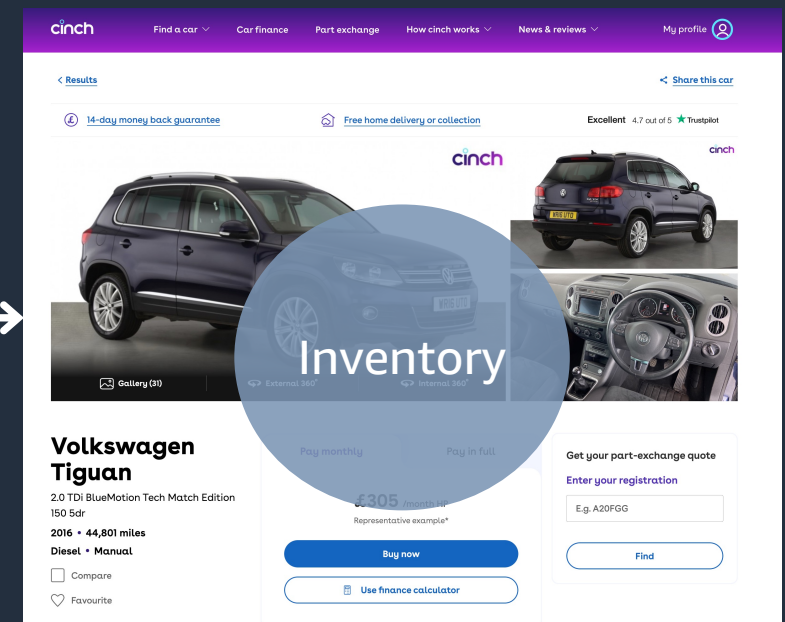 cinch
Find a car
Car finance
Part exchange
How cinch works
News & reviews
My profile
Results
Share this car
14-day money back guarantee
Free home delivery or collection
Excellent 4.7 out of 5 Trustpilot
cinch
cinch
WR16 UTO
WR16 UTO
Inventory
Gallery (31)
External 360°
Internal 360°
Volkswagen
Tiguan
2.0 TDi BlueMotion Tech Match Edition
150 5dr
2016 • 44,801 miles
Diesel • Manual
Compare
Favourite
Pay monthly
Pay in full
£305 /month HP
Representative example*
Buy now
Use finance calculator
Get your part-exchange quote
Enter your registration
E.g. A20FGG
Find